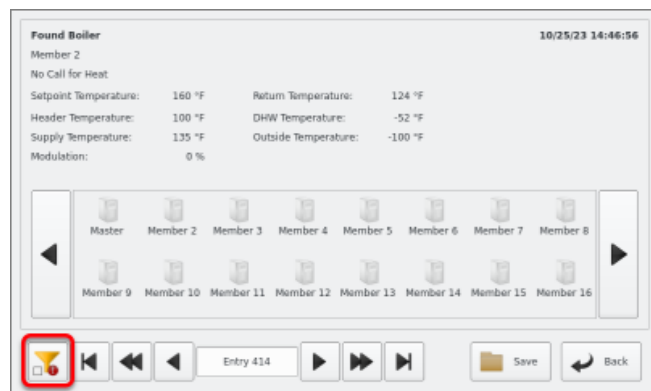 Found Boiler 10/25/23 14:46:56
Member 2
No Call for Heat
Setpoint Temperature: 160 °F Return Temperature: 124 °F
Header Temperature: 100 °F DHW Temperature: -52 °F
Supply Temperature: 135 °F Outside Temperature: -100 °F
Modulation: 0 %
Master Member 2 Member 3 Member 4 Member 5 Member 6 Member 7 Member 8
Member 9 Member 10 Member 11 Member 12 Member 13 Member 14 Member 15 Member 16
Entry 414 Save Back